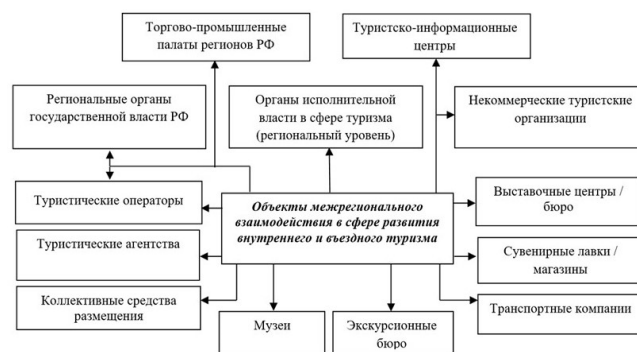 Торгово-промышленные
палаты регионов РФ
Туристско-информационные
центры
Региональные органы
государственной власти РФ
Органы исполнительной
власти в сфере туризма
(региональный уровень)
Некоммерческие туристские
организации
Туристические операторы
Объекты межрегионального
взаимодействия в сфере развития
внутреннего и въездного туризма
Выставочные центры /
бюро
Туристические агентства
Сувенирные лавки /
магазины
Коллективные средства
размещения
Музеи
Экскурсионные
бюро
Транспортные компании